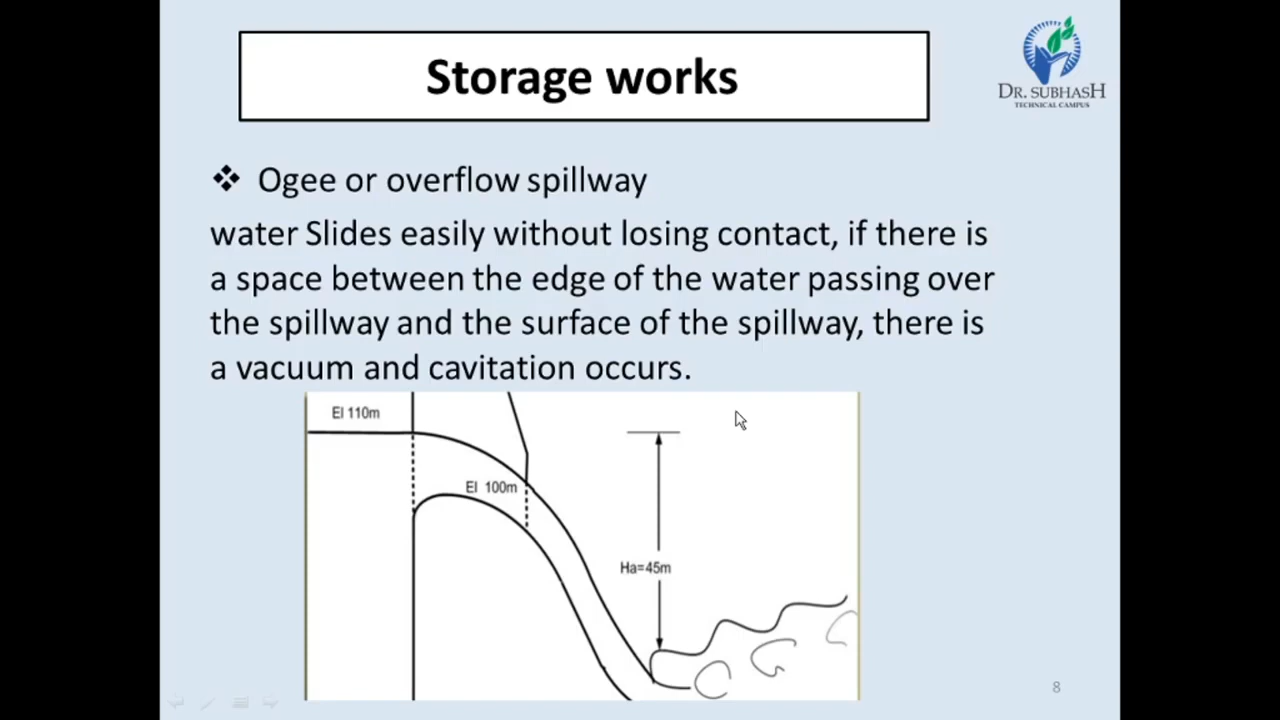 Storage works
DR. SUBHASH
TECHNICAL CAMPUS
❖ Ogee or overflow spillway
water Slides easily without losing contact, if there is
a space between the edge of the water passing over
the spillway and the surface of the spillway, there is
a vacuum and cavitation occurs.
El 110m
El 100m
Ha=45m
8